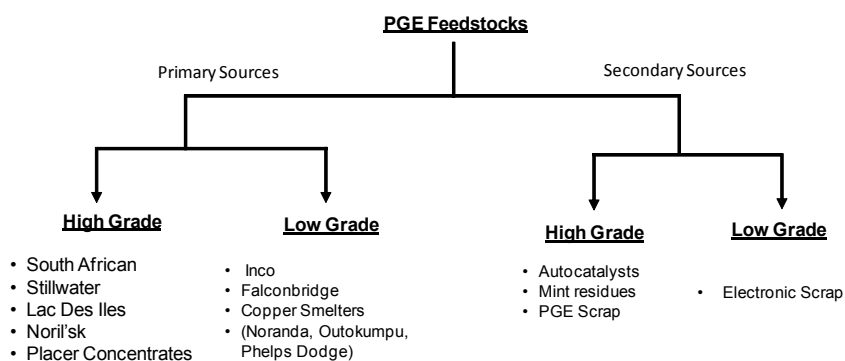 PGE Feedstocks
Primary Sources
Secondary Sources
High Grade
• South African
• Stillwater
• Lac Des Iles
• Noril'sk
• Placer Concentrates
Low Grade
• Inco
• Falconbridge
• Copper Smelters
• (Noranda, Outokumpu,
Phelps Dodge)
High Grade
• Autocatalysts
• Mint residues
• PGE Scrap
Low Grade
• Electronic Scrap